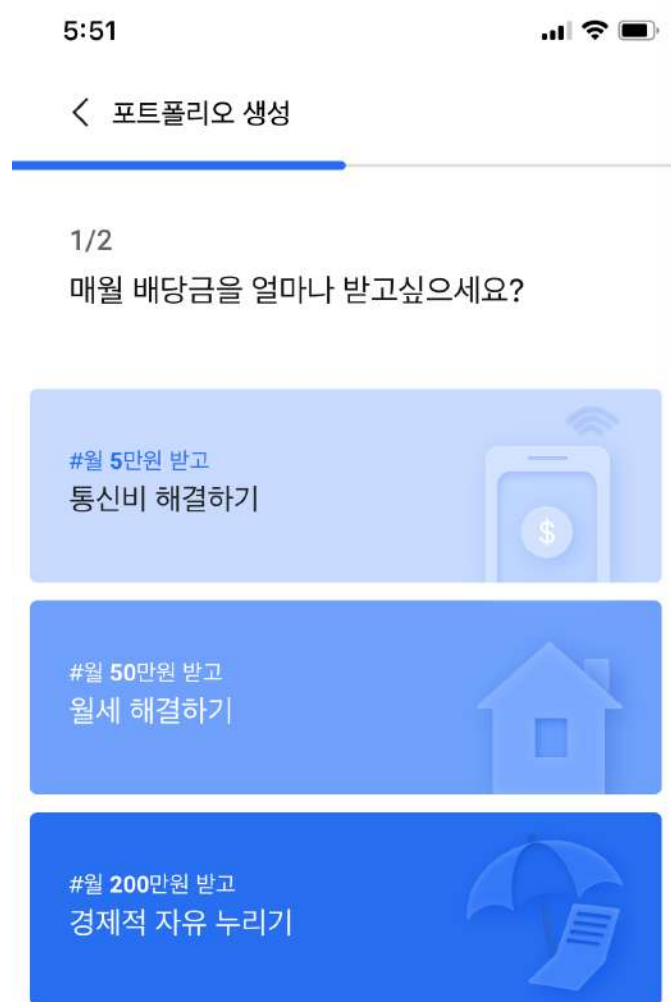 5:51
포트폴리오 생성
1/2
매월 배당금을 얼마나 받고싶으세요?
#월 5만원 받고
통신비 해결하기
$
#월 50만원 받고
월세 해결하기
#월 200만원 받고
경제적 자유 누리기